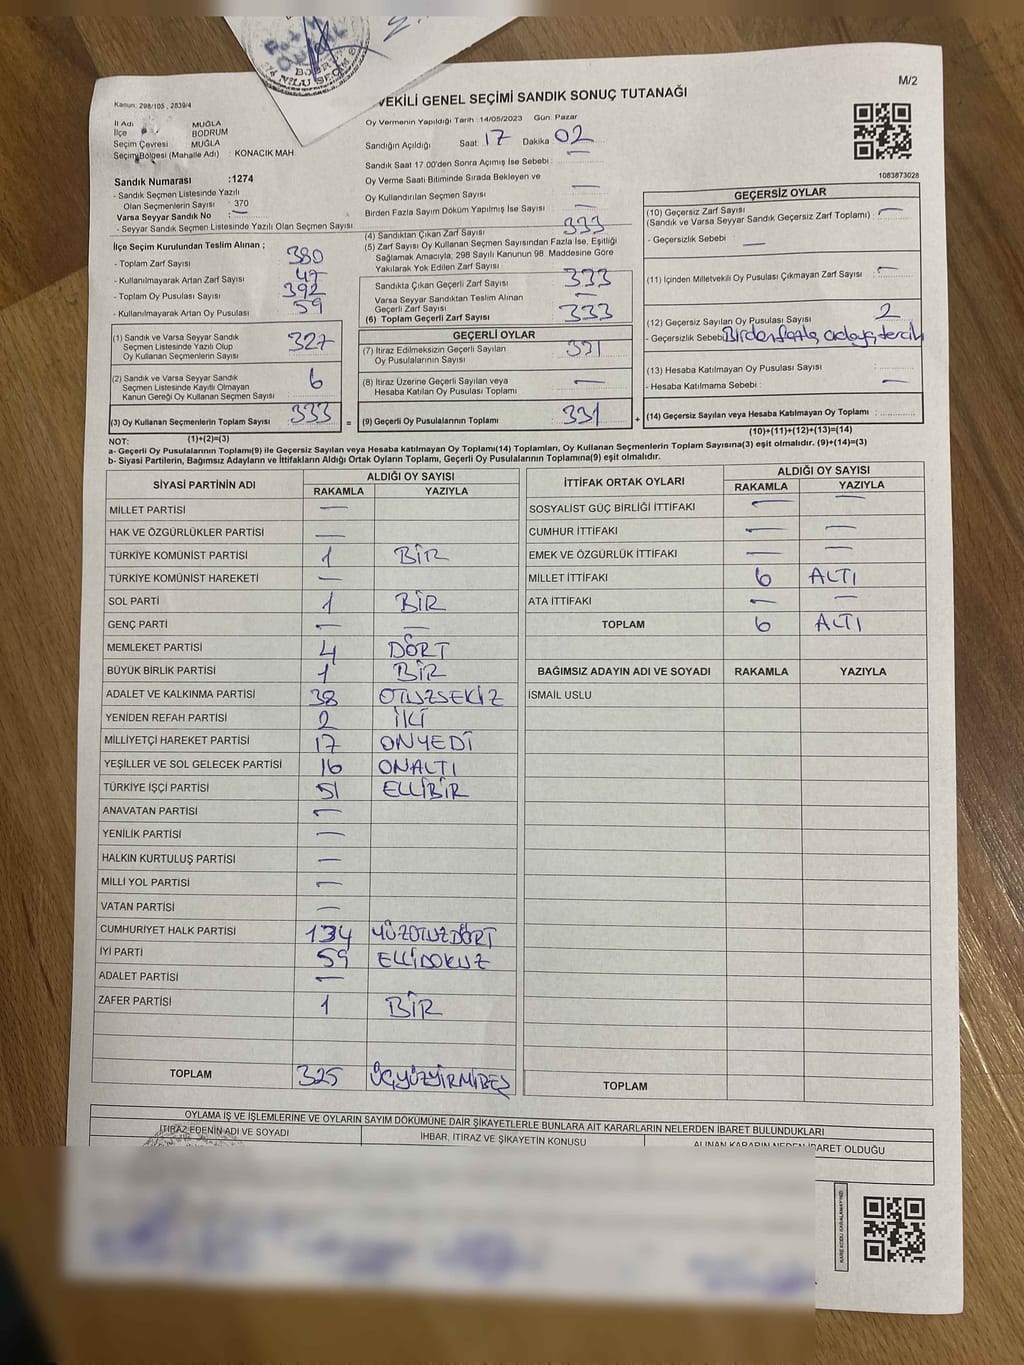 M/2
VEKİLİ GENEL SEÇİMİ SANDIK SONUÇ TUTANAĞI
Kanun: 298/105 , 2839/4
İl Adı MUĞLA
İlçe BODRUM
Seçim Çevresi MUĞLA
Seçim Bölgesi (Mahalle Adı) : KONACIK MAH.
Sandık Numarası :1274
- Sandık Seçmen Listesinde Yazılı
Olan Seçmenlerin Sayısı : 370
Varsa Seyyar Sandık No : —
- Seyyar Seçmen Listesinde Yazılı Olan Seçmen Sayısı
İlçe Seçim Kurulundan Teslim Alınan ;
- Toplam Zarf Sayısı 380
- Kullanılmayarak Artan Zarf Sayısı 47
- Toplam Oy Pusulası Sayısı 392
- Kullanılmayarak Artan Oy Pusulası 59
(1) Sandık ve Varsa Seyyar Sandık
Seçmen Listesinde Yazılı Olup
Oy Kullanan Seçmenlerin Sayısı 327
(2) Sandık ve Varsa Seyyar Sandık
Seçmen Listesinde Kayıtlı Olmayan
Kanun Gereği Oy Kullanan Seçmen Sayısı 6
(3) Oy Kullanan Seçmenlerin Toplam Sayısı 333 =
(1)+(2)=(3)
Oy Vermenin Yapıldığı Tarih : 14/05/2023 Gün: Pazar
Sandığın Açıldığı Saat: 17 Dakika 02
Sandık Saat 17:00'den Sonra Açımış İse Sebebi : —
Oy Verme Saati Bitiminde Sırada Bekleyen ve
Oy Kullandırılan Seçmen Sayısı —
Birden Fazla Sayım Döküm Yapılmış İse Sayısı —
(4) Sandıktan Çıkan Zarf Sayısı 333
(5) Zarf Sayısı Oy Kullanan Seçmen Sayısından Fazla İse, Eşitliği
Sağlamak Amacıyla, 298 Sayılı Kanunun 98. Maddesine Göre
Yakılarak Yok Edilen Zarf Sayısı
Sandıkta Çıkan Geçerli Zarf Sayısı 333
Varsa Seyyar Sandıktan Teslim Alınan
Geçerli Zarf Sayısı —
(6) Toplam Geçerli Zarf Sayısı 333
GEÇERLİ OYLAR
(7) İtiraz Edilmeksizin Geçerli Sayılan
Oy Pusulalarının Sayısı 331
(8) İtiraz Üzerine Geçerli Sayılan veya
Hesaba Katılan Oy Pusulası Toplamı —
(9) Geçerli Oy Pusulalarının Toplamı 331 +
1083873028
GEÇERSİZ OYLAR
(10) Geçersiz Zarf Sayısı
(Sandık ve Varsa Seyyar Sandık Geçersiz Zarf Toplamı) : —
- Geçersizlik Sebebi : —
(11) İçinden Milletvekili Oy Pusulası Çıkmayan Zarf Sayısı : —
(12) Geçersiz Sayılan Oy Pusulası Sayısı 2
- Geçersizlik Sebebi Birden fazla adaya tercih
(13) Hesaba Katılmayan Oy Pusulası Sayısı :
- Hesaba Katılmama Sebebi : —
(14) Geçersiz Sayılan veya Hesaba Katılmayan Oy Toplamı :
(10)+(11)+(12)+(13)=(14)
NOT:
a- Geçerli Oy Pusulalarının Toplamı(9) ile Geçersiz Sayılan veya Hesaba katılmayan Oy Toplamı(14) Toplamları, Oy Kullanan Seçmenlerin Toplam Sayısına(3) eşit olmalıdır. (9)+(14)=(3)
b- Siyasi Partilerin, Bağımsız Adayların ve İttifakların Aldığı Ortak Oyların Toplamı, Geçerli Oy Pusulalarının Toplamına(9) eşit olmalıdır.
SİYASİ PARTİNİN ADI ALDIĞI OY SAYISI
RAKAMLA YAZIYLA
MİLLET PARTİSİ —
HAK VE ÖZGÜRLÜKLER PARTİSİ —
TÜRKİYE KOMÜNİST PARTİSİ 1 BİR
TÜRKİYE KOMÜNİST HAREKETİ —
SOL PARTİ 1 BİR
GENÇ PARTİ — —
MEMLEKET PARTİSİ 4 DÖRT
BÜYÜK BİRLİK PARTİSİ 1 BİR
ADALET VE KALKINMA PARTİSİ 38 OTUZSEKİZ
YENİDEN REFAH PARTİSİ 2 İKİ
MİLLİYETÇİ HAREKET PARTİSİ 17 ONYEDİ
YEŞİLLER VE SOL GELECEK PARTİSİ 16 ONALTI
TÜRKİYE İŞÇİ PARTİSİ 51 ELLİBİR
ANAVATAN PARTİSİ —
YENİLİK PARTİSİ —
HALKIN KURTULUŞ PARTİSİ —
MİLLİ YOL PARTİSİ —
VATAN PARTİSİ —
CUMHURİYET HALK PARTİSİ 134 YÜZOTUZDÖRT
İYİ PARTİ 59 ELLİDOKUZ
ADALET PARTİSİ —
ZAFER PARTİSİ 1 BİR
TOPLAM 325 ÜÇYÜZYİRMİBEŞ
İTTİFAK ORTAK OYLARI ALDIĞI OY SAYISI
RAKAMLA YAZIYLA
SOSYALİST GÜÇ BİRLİĞİ İTTİFAKI — —
CUMHUR İTTİFAKI — —
EMEK VE ÖZGÜRLÜK İTTİFAKI — —
MİLLET İTTİFAKI 6 ALTI
ATA İTTİFAKI — —
TOPLAM 6 ALTI
BAĞIMSIZ ADAYIN ADI VE SOYADI RAKAMLA YAZIYLA
İSMAİL USLU
TOPLAM
OYLAMA İŞ VE İŞLEMLERİNE VE OYLARIN SAYIM DÖKÜMÜNE DAİR ŞİKAYETLERLE BUNLARA AİT KARARLARIN NELERDEN İBARET BULUNDUKLARI
İTİRAZ EDENİN ADI VE SOYADI İHBAR, İTİRAZ VE ŞİKAYETİN KONUSU ALINAN KARARIN NEDEN İBARET OLDUĞU
KARE KODU KARALAMAYINIZ!